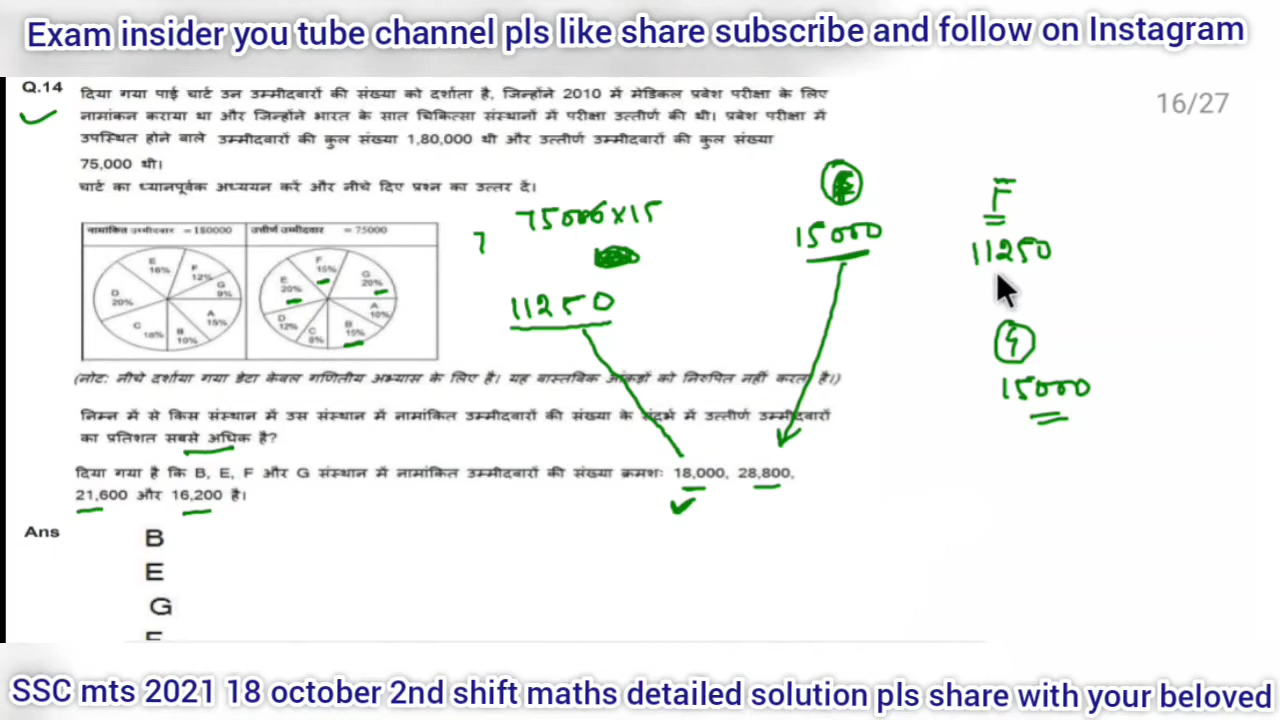 Exam insider you tube channel pls like share subscribe and follow on Instagram
Q.14
16/27
दिया गया पाई चार्ट उन उम्मीदवारों की संख्या को दर्शाता है, जिन्होंने 2010 में मेडिकल प्रवेश परीक्षा के लिए
नामांकन कराया था और जिन्होंने भारत के सात चिकित्सा संस्थानों में परीक्षा उत्तीर्ण की थी। प्रवेश परीक्षा में
उपस्थित होने वाले उम्मीदवारों की कुल संख्या 1,80,000 थी और उत्तीर्ण उम्मीदवारों की कुल संख्या
75,000 थी।
चार्ट का ध्यानपूर्वक अध्ययन करें और नीचे दिए प्रश्न का उत्तर दें।
नामांकित उम्मीदवार = 180000
उत्तीर्ण उम्मीदवार = 75000
E
16%
F
12%
G
9%
A
15%
B
10%
C
18%
D
20%
F
15%
G
20%
A
10%
B
15%
C
8%
D
12%
E
20%
75000×15
7
11250
15000
F
11250
G
15000
(नोट: नीचे दर्शाया गया डेटा केवल गणितीय अभ्यास के लिए है। यह वास्तविक आंकड़ों को निरुपित नहीं करता है।)
निम्न में से किस संस्थान में उस संस्थान में नामांकित उम्मीदवारों की संख्या के संदर्भ में उत्तीर्ण उम्मीदवारों
का प्रतिशत सबसे अधिक है?
दिया गया है कि B, E, F और G संस्थान में नामांकित उम्मीदवारों की संख्या क्रमशः 18,000, 28,800,
21,600 और 16,200 है।
Ans
B
E
G
SSC mts 2021 18 october 2nd shift maths detailed solution pls share with your beloved